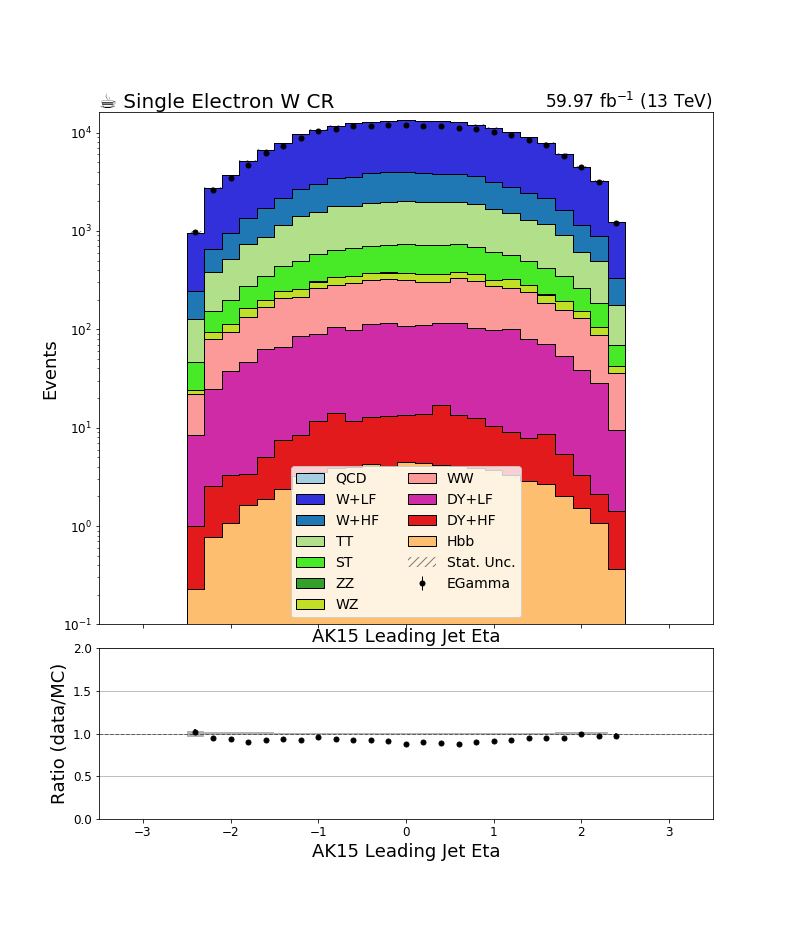 ☕ Single Electron W CR 59.97 fb⁻¹ (13 TeV)
10⁴
10³
10²
10¹
10⁰
10⁻¹
Events
QCD WW
W+LF DY+LF
W+HF DY+HF
TT Hbb
ST Stat. Unc.
ZZ EGamma
WZ
AK15 Leading Jet Eta
2.0
1.5
1.0
0.5
0.0
Ratio (data/MC)
−3 −2 −1 0 1 2 3
AK15 Leading Jet Eta